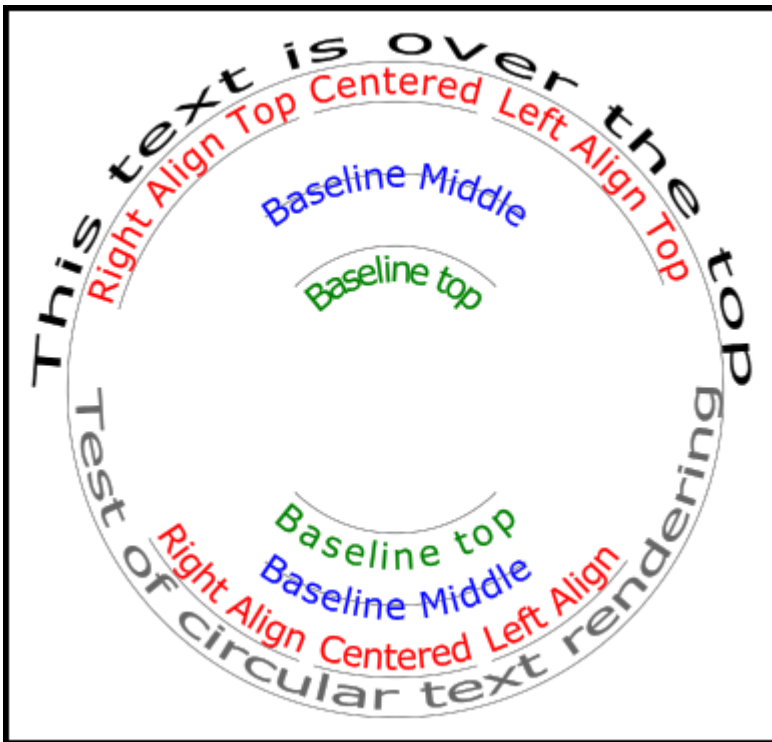 This text is over the top
Right Align Top
Centered
Left Align Top
Baseline Middle
Baseline top
Baseline top
Baseline Middle
Right Align
Centered
Left Align
Test of circular text rendering